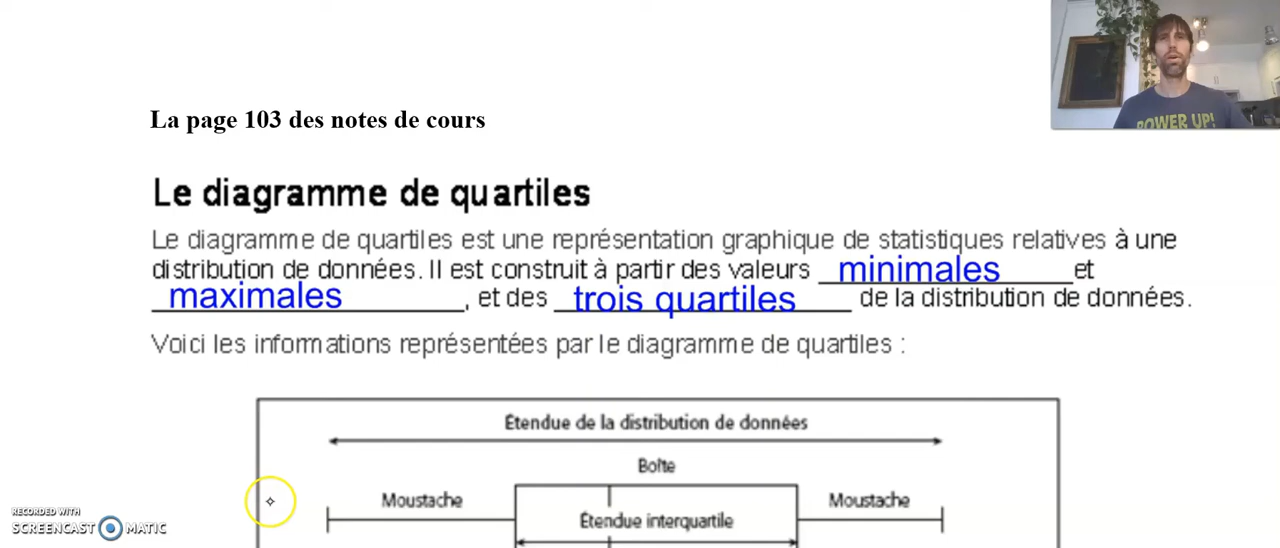 POWER UP!
La page 103 des notes de cours
Le diagramme de quartiles
Le diagramme de quartiles est une représentation graphique de statistiques relatives à une
distribution de données. Il est construit à partir des valeurs minimales et
maximales, et des trois quartiles de la distribution de données.
Voici les informations représentées par le diagramme de quartiles :
Étendue de la distribution de données
Boîte
Moustache
Moustache
Étendue interquartile
RECORDED WITH
SCREENCAST MATIC